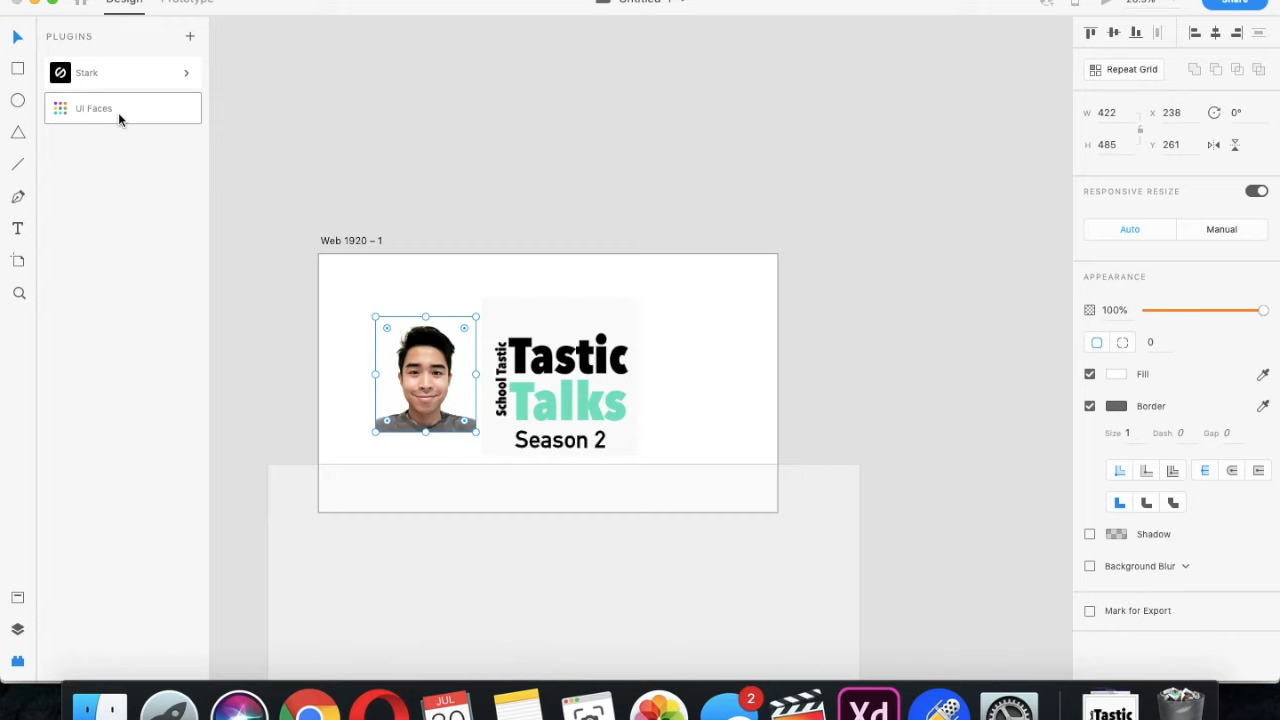 Design Prototype
Untitled-1
Share
PLUGINS +
Stark
UI Faces
Repeat Grid
W 422 X 238 0°
H 485 Y 261
RESPONSIVE RESIZE
Auto Manual
APPEARANCE
100%
0
Fill
Border
Size 1 Dash 0 Gap 0
Shadow
Background Blur
Mark for Export
Web 1920 – 1
School Tastic
Tastic
Talks
Season 2
JUL
2
Xd
Tastic